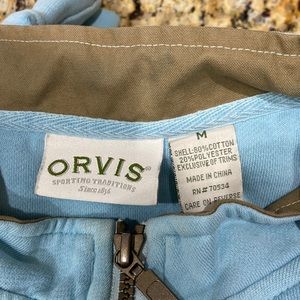 ORVIS
SPORTING TRADITIONS
Since 1856
M
SHELL:80%COTTON
20%POLYESTER
EXCLUSIVE OF TRIMS
MADE IN CHINA
RN#70534
CARE ON REVERSE